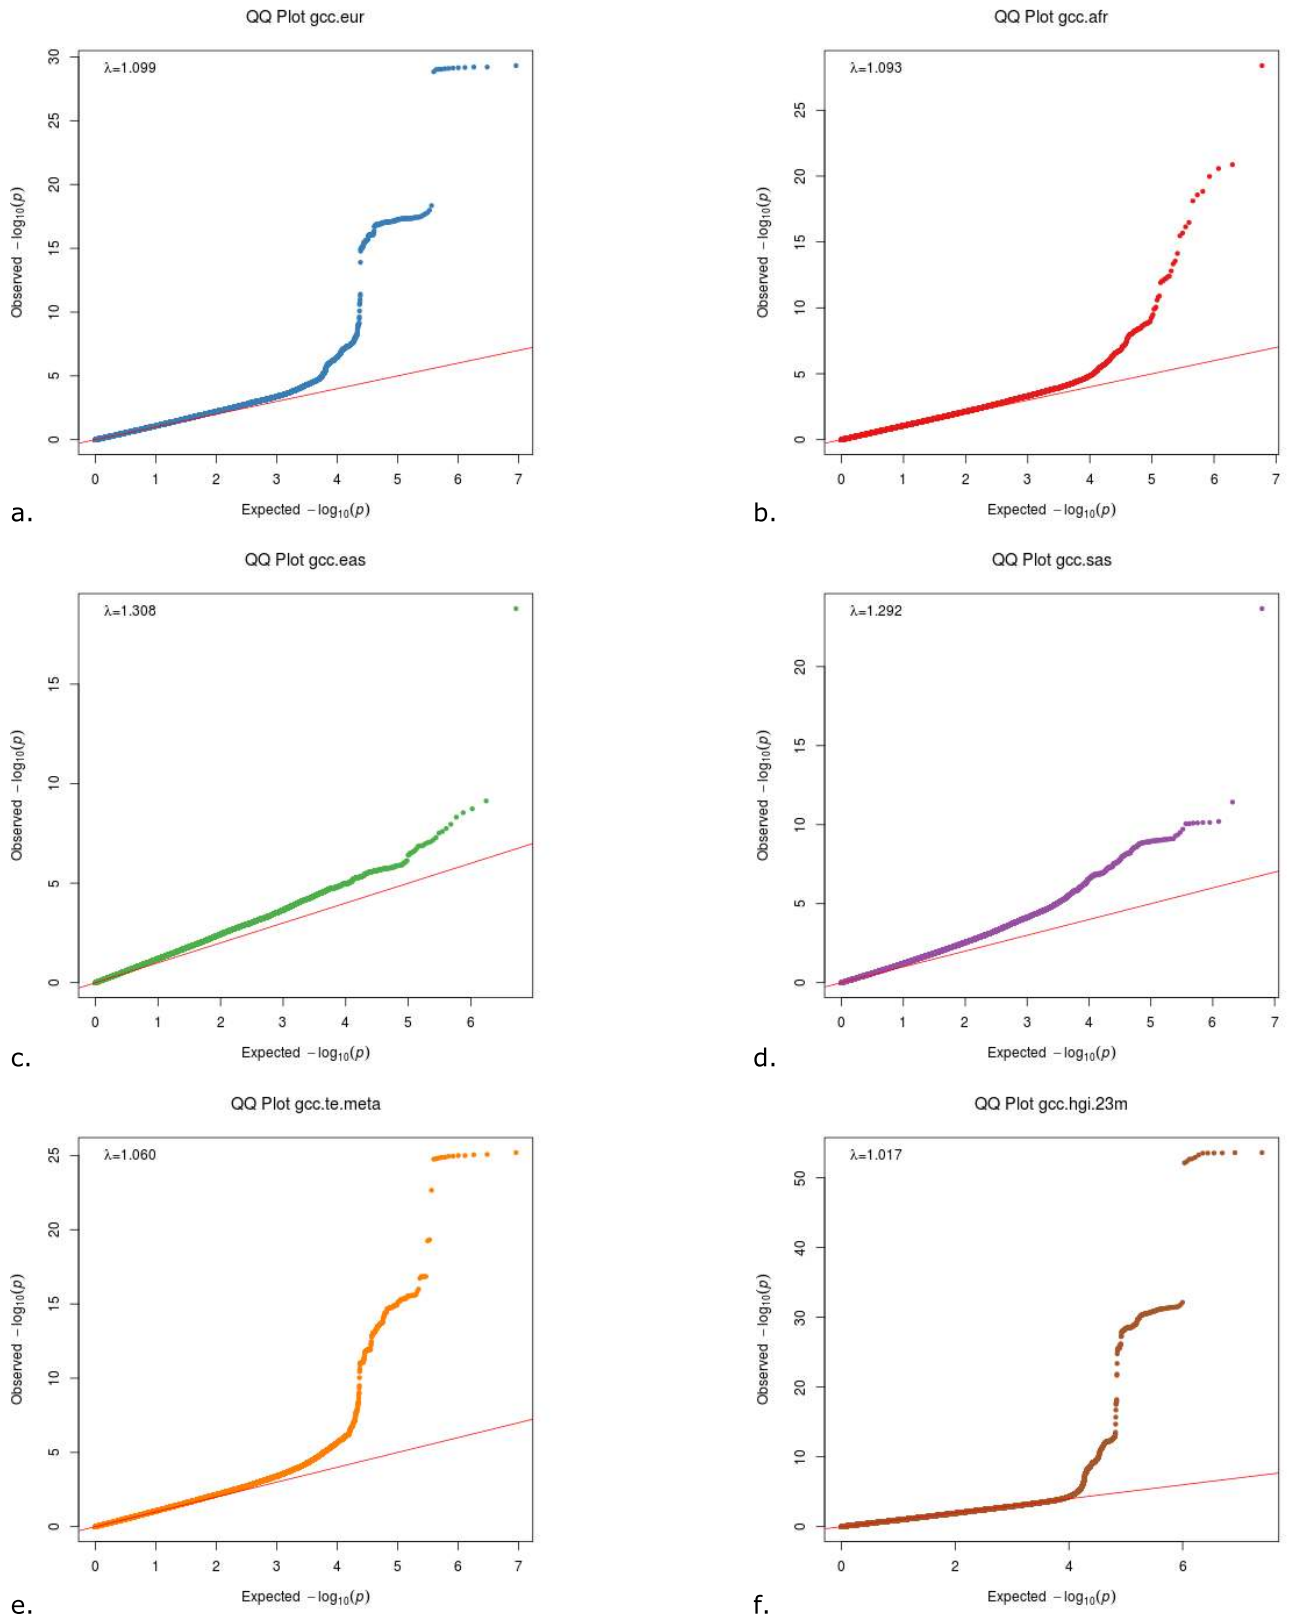 QQ Plot gcc.eur
λ=1.099
30
25
20
15
10
5
0
Observed −log10(p)
0 1 2 3 4 5 6 7
Expected −log10(p)
a.
QQ Plot gcc.afr
λ=1.093
25
20
15
10
5
0
Observed −log10(p)
0 1 2 3 4 5 6 7
Expected −log10(p)
b.
QQ Plot gcc.eas
λ=1.308
15
10
5
0
Observed −log10(p)
0 1 2 3 4 5 6
Expected −log10(p)
c.
QQ Plot gcc.sas
λ=1.292
20
15
10
5
0
Observed −log10(p)
0 1 2 3 4 5 6 7
Expected −log10(p)
d.
QQ Plot gcc.te.meta
λ=1.060
25
20
15
10
5
0
Observed −log10(p)
0 1 2 3 4 5 6 7
Expected −log10(p)
e.
QQ Plot gcc.hgi.23m
λ=1.017
50
40
30
20
10
0
Observed −log10(p)
0 2 4 6
Expected −log10(p)
f.